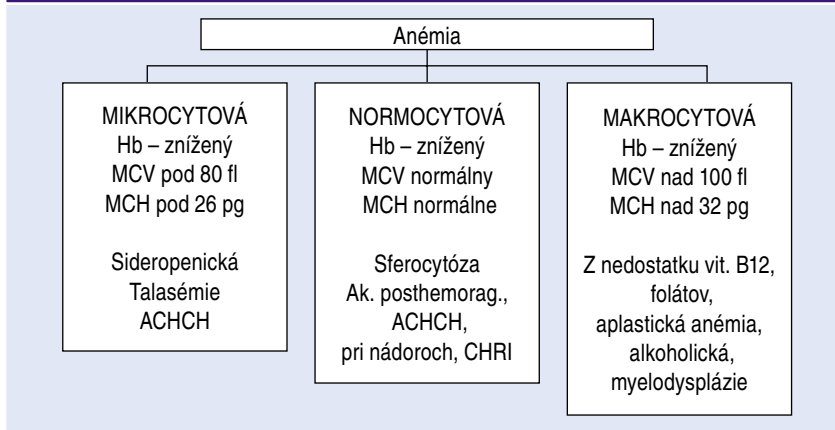 Anémia
MIKROCYTOVÁ
Hb – znížený
MCV pod 80 fl
MCH pod 26 pg
Sideropenická
Talasémie
ACHCH
NORMOCYTOVÁ
Hb – znížený
MCV normálny
MCH normálne
Sferocytóza
Ak. posthemorag.,
ACHCH,
pri nádoroch, CHRI
MAKROCYTOVÁ
Hb – znížený
MCV nad 100 fl
MCH nad 32 pg
Z nedostatku vit. B12,
folátov,
aplastická anémia,
alkoholická,
myelodysplázie